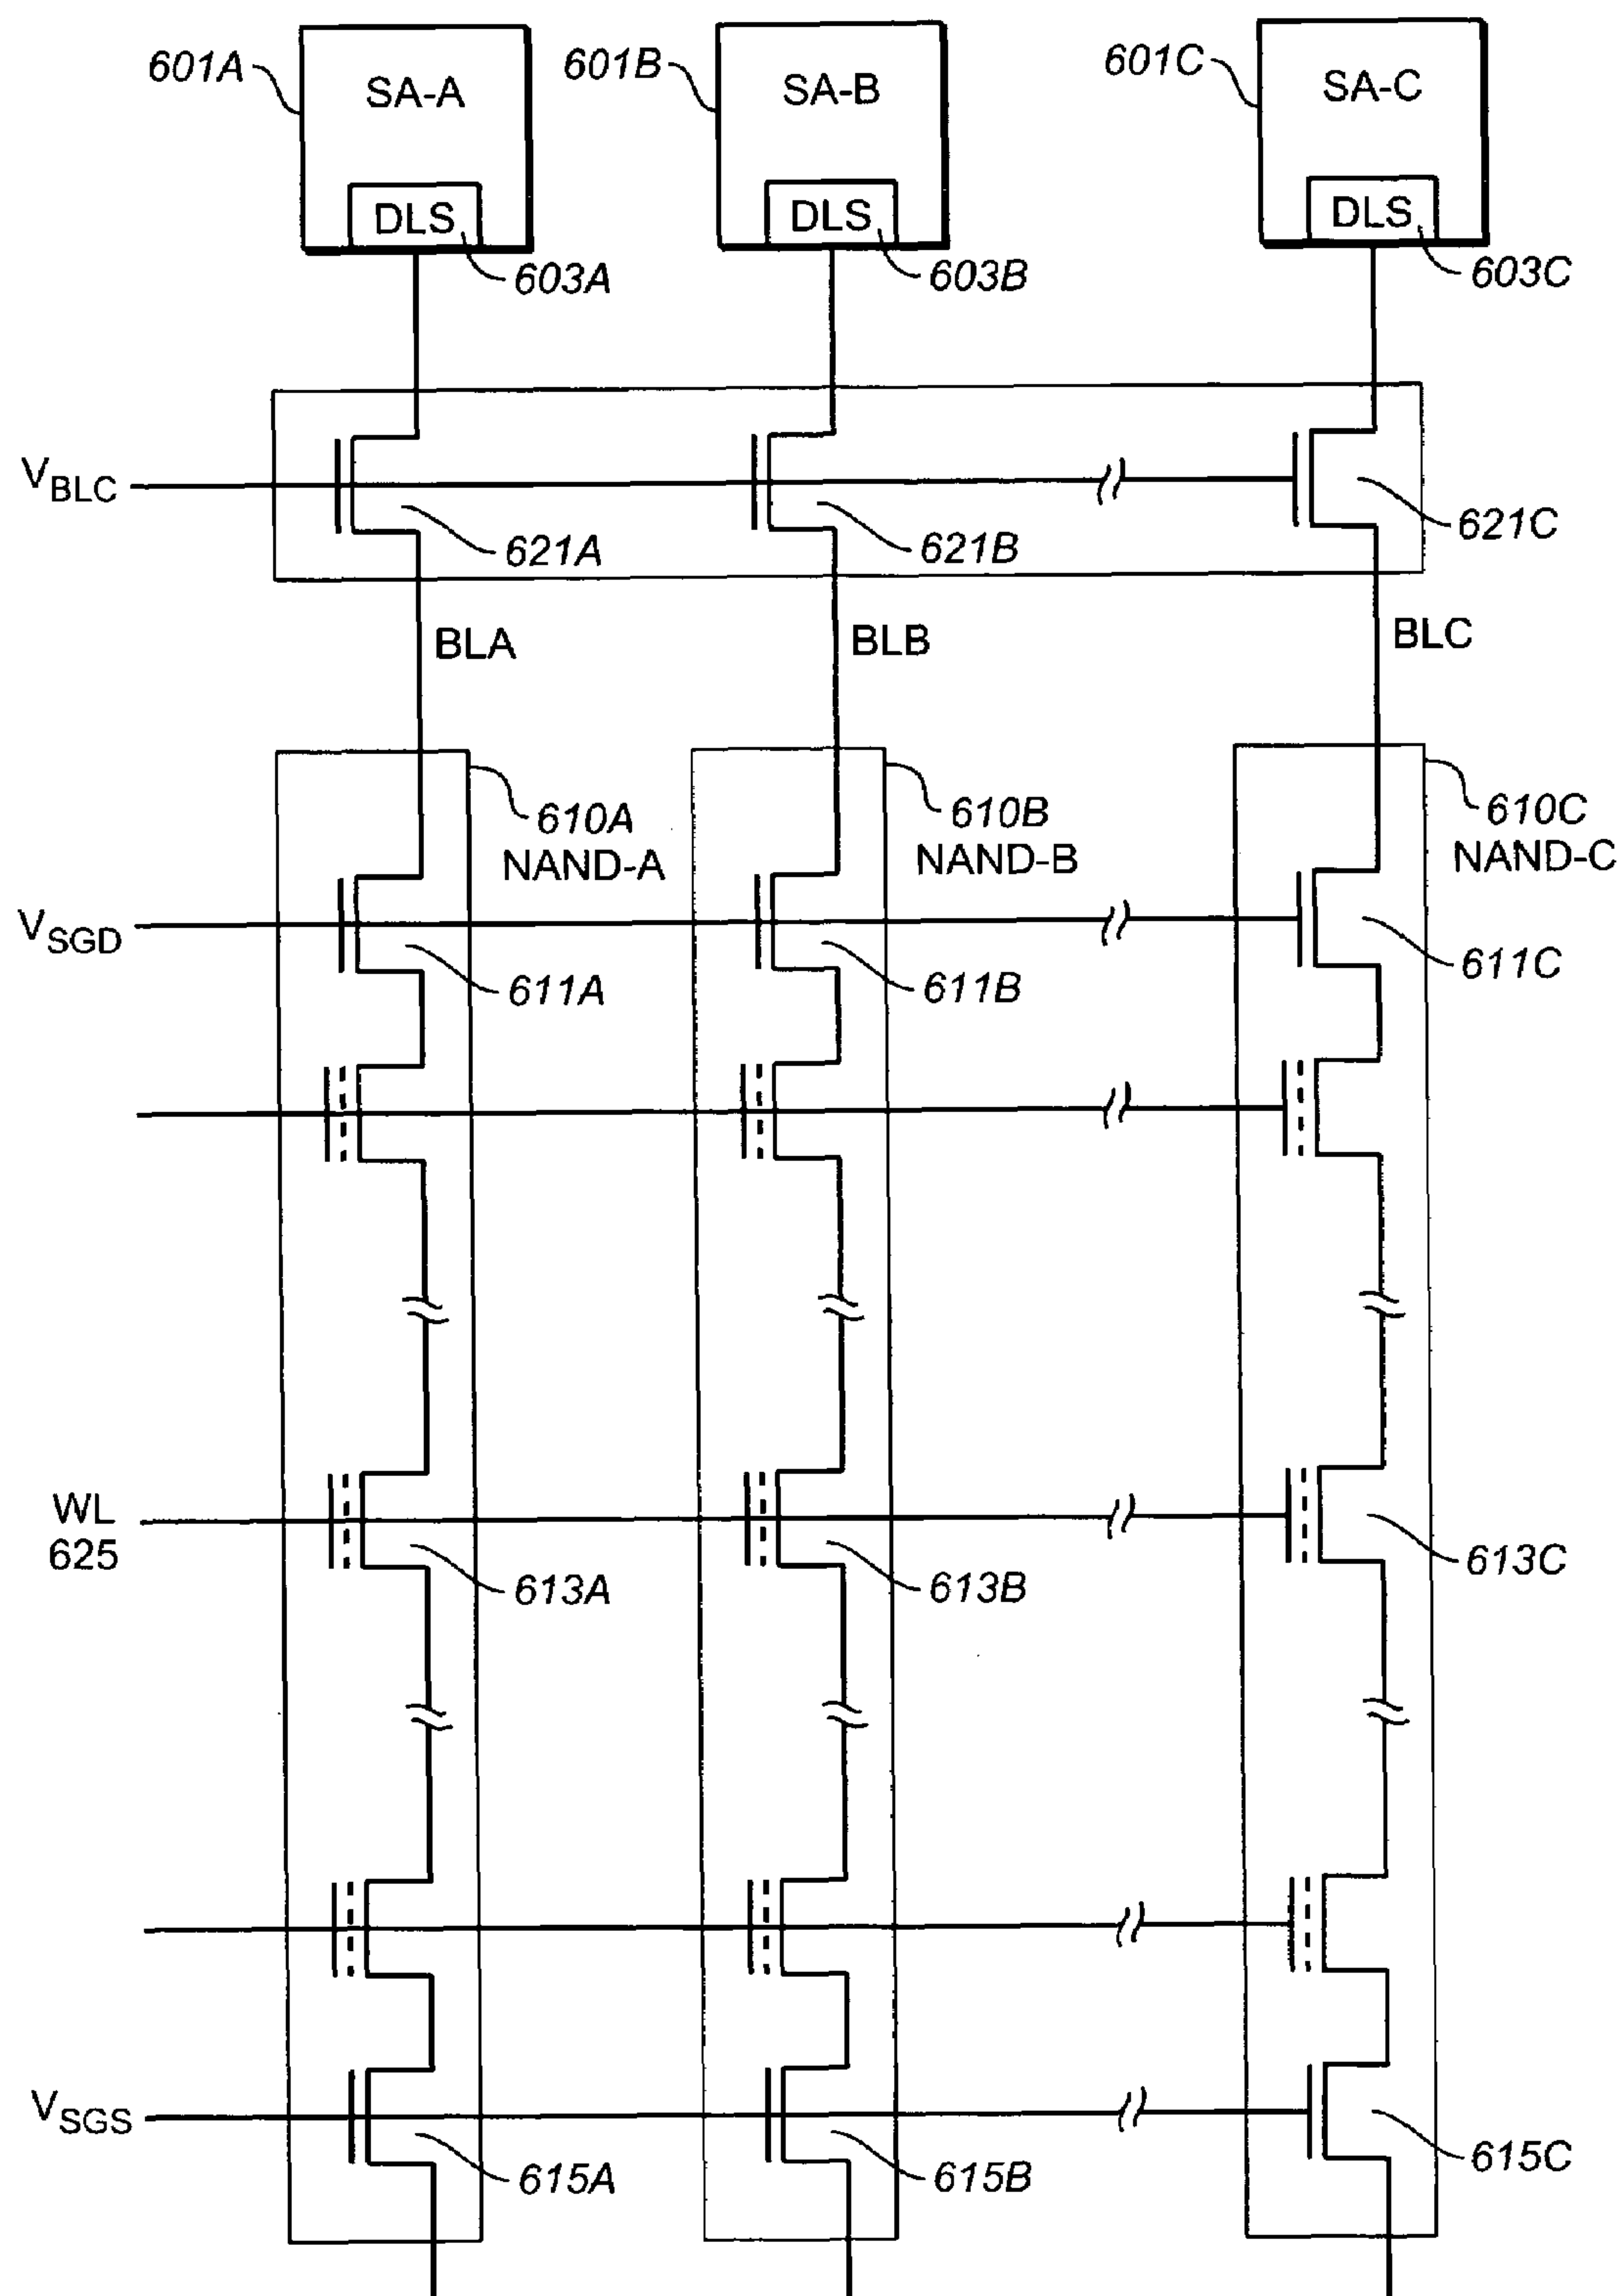 601A
SA-A
DLS
603A
601B
SA-B
DLS
603B
601C
SA-C
DLS
603C
VBLC
621A
621B
621C
BLA
BLB
BLC
610A
NAND-A
610B
NAND-B
610C
NAND-C
VSGD
611A
611B
611C
WL
625
613A
613B
613C
VSGS
615A
615B
615C